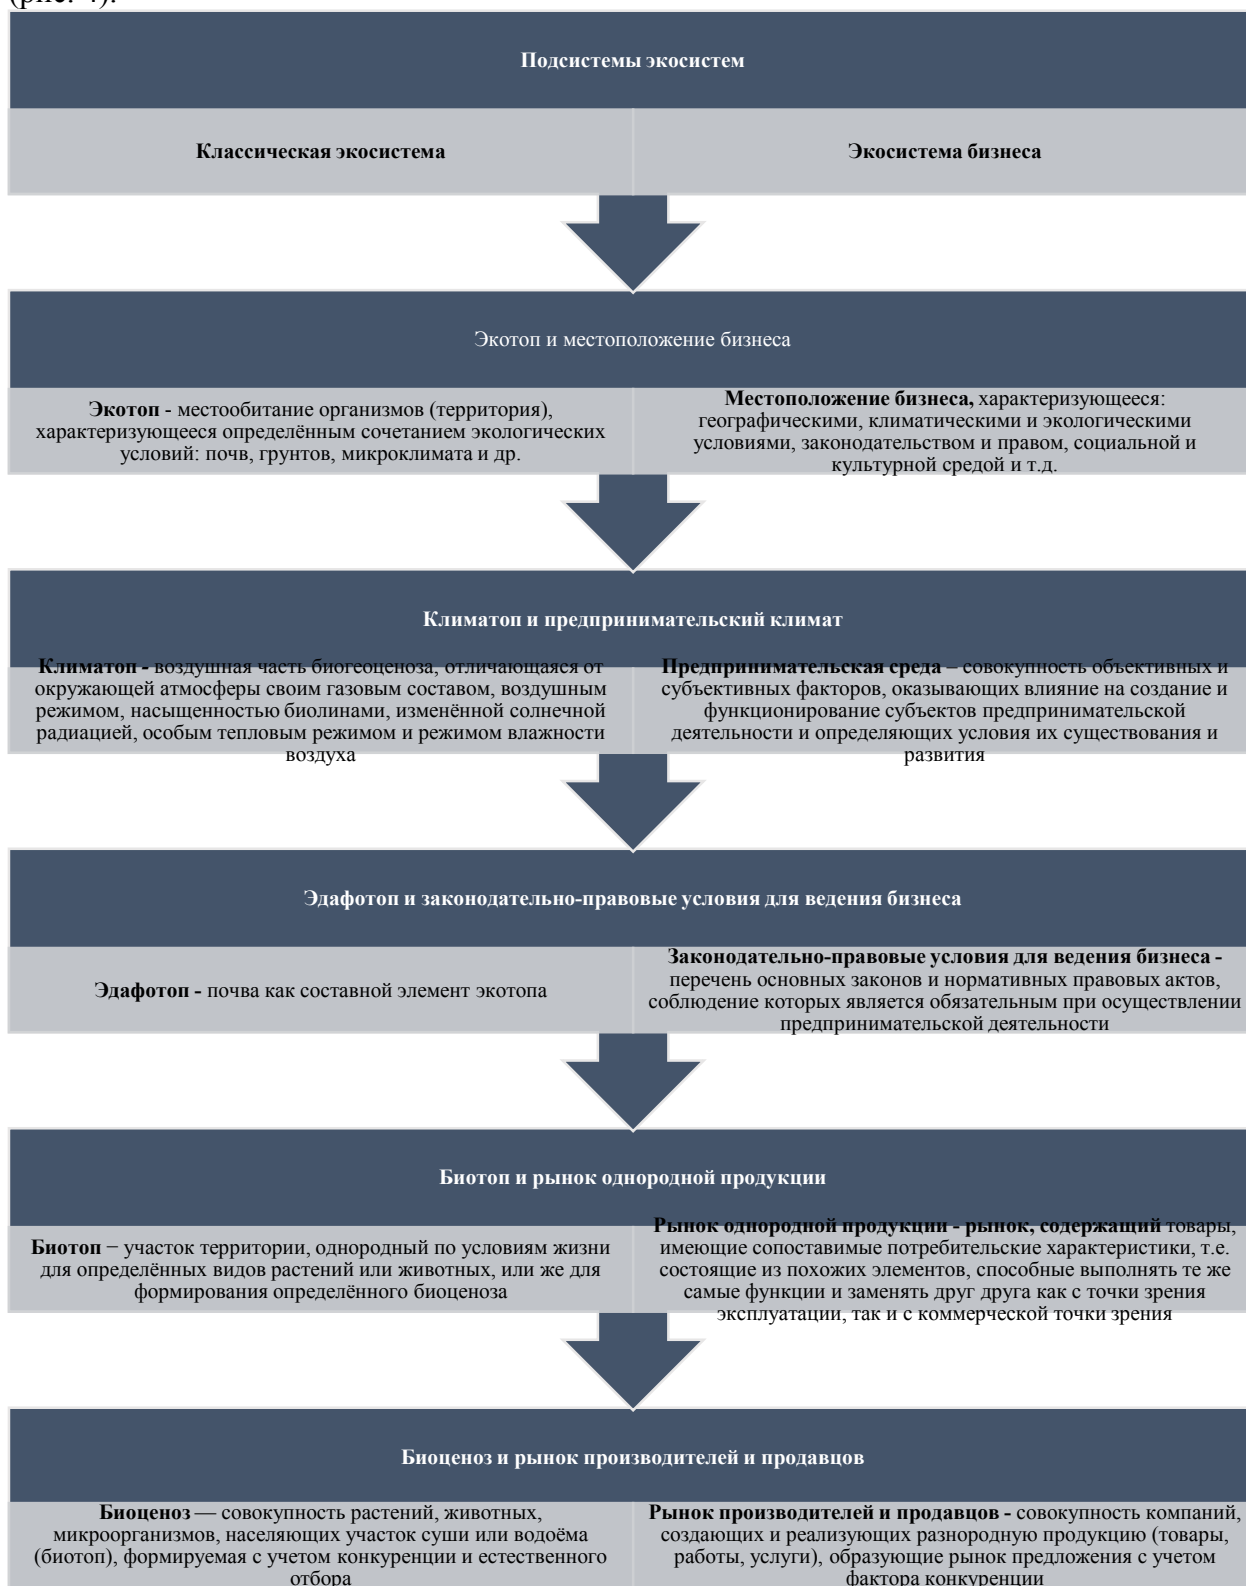 (рис. 4).
Подсистемы экосистем
Классическая экосистема
Экосистема бизнеса
Экотоп и местоположение бизнеса
Экотоп - местообитание организмов (территория),
характеризующееся определённым сочетанием экологических
условий: почв, грунтов, микроклимата и др.
Местоположение бизнеса, характеризующееся:
географическими, климатическими и экологическими
условиями, законодательством и правом, социальной и
культурной средой и т.д.
Климатоп и предпринимательский климат
Климатоп - воздушная часть биогеоценоза, отличающаяся от
окружающей атмосферы своим газовым составом, воздушным
режимом, насыщенностью биолинами, изменённой солнечной
радиацией, особым тепловым режимом и режимом влажности
воздуха
Предпринимательская среда – совокупность объективных и
субъективных факторов, оказывающих влияние на создание и
функционирование субъектов предпринимательской
деятельности и определяющих условия их существования и
развития
Эдафотоп и законодательно-правовые условия для ведения бизнеса
Эдафотоп - почва как составной элемент экотопа
Законодательно-правовые условия для ведения бизнеса -
перечень основных законов и нормативных правовых актов,
соблюдение которых является обязательным при осуществлении
предпринимательской деятельности
Биотоп и рынок однородной продукции
Биотоп − участок территории, однородный по условиям жизни
для определённых видов растений или животных, или же для
формирования определённого биоценоза
Рынок однородной продукции - рынок, содержащий товары,
имеющие сопоставимые потребительские характеристики, т.е.
состоящие из похожих элементов, способные выполнять те же
самые функции и заменять друг друга как с точки зрения
эксплуатации, так и с коммерческой точки зрения
Биоценоз и рынок производителей и продавцов
Биоценоз — совокупность растений, животных,
микроорганизмов, населяющих участок суши или водоёма
(биотоп), формируемая с учетом конкуренции и естественного
отбора
Рынок производителей и продавцов - совокупность компаний,
создающих и реализующих разнородную продукцию (товары,
работы, услуги), образующие рынок предложения с учетом
фактора конкуренции